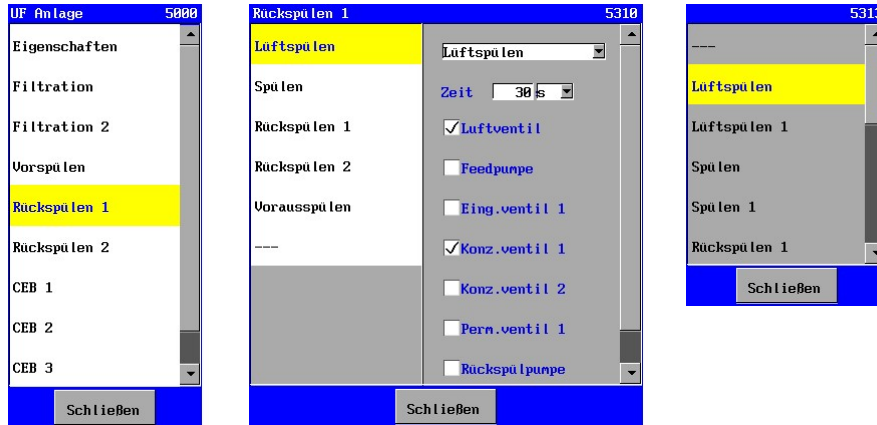 UF Anlage 5000
Eigenschaften
Filtration
Filtration 2
Vorspülen
Rückspülen 1
Rückspülen 2
CEB 1
CEB 2
CEB 3
Schließen
Rückspülen 1 5310
Lüftspülen
Spülen
Rückspülen 1
Rückspülen 2
Vorausspülen
---
Lüftspülen
Zeit 30 s
Luftventil
Feedpumpe
Eing.ventil 1
Konz.ventil 1
Konz.ventil 2
Perm.ventil 1
Rückspülpumpe
Schließen
5313
---
Lüftspülen
Lüftspülen 1
Spülen
Spülen 1
Rückspülen 1
Schließen